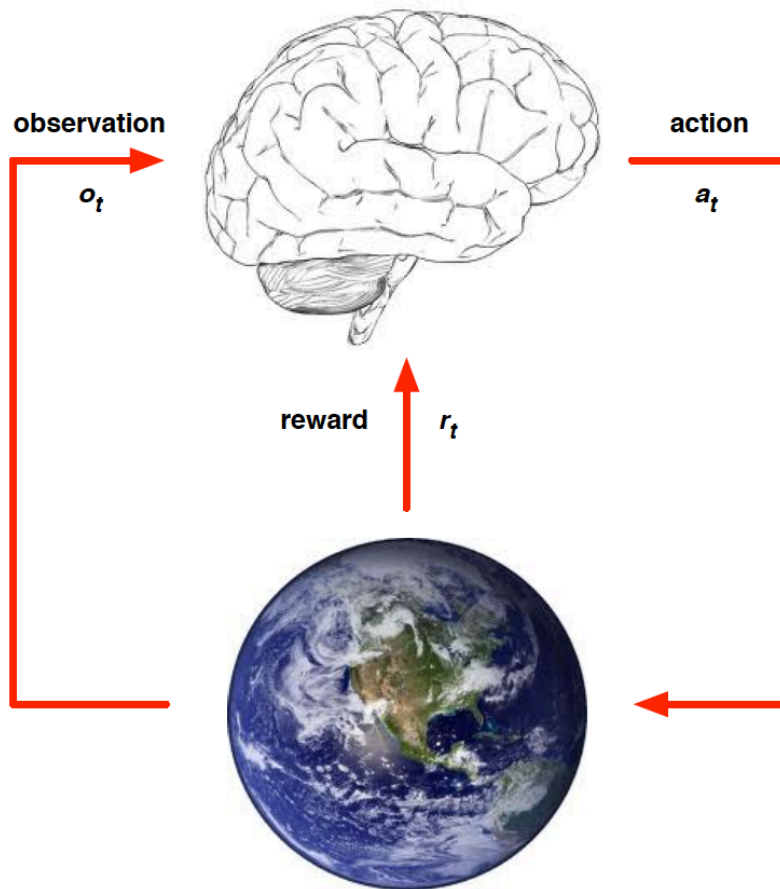 observation
o_t
action
a_t
reward
r_t